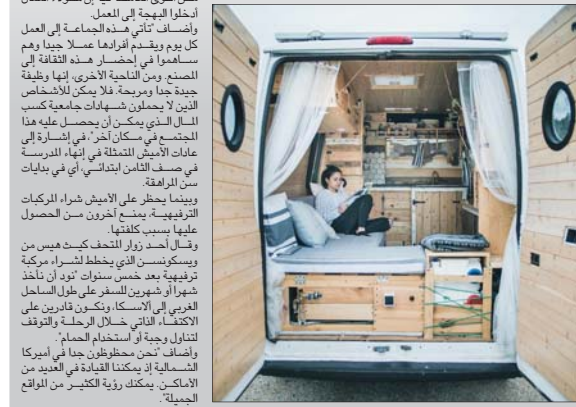 أدخلوا البهجة إلى المعمل.
وأضاف "تأتي هذه الجماعة إلى العمل
كل يوم ويقدم أفرادها عملا جيدا وهم
ساهموا في إحضار هذه الثقافة إلى
المصنع. ومن الناحية الأخرى، إنها وظيفة
جيدة جدا ومربحة. فلا يمكن للأشخاص
الذين لا يحملون شهادات جامعية كسب
المال الذي يمكن أن يحصل عليه هذا
المجتمع في مكان آخر"، في إشارة إلى
عادات الأميش المتمثلة في إنهاء المدرسة
في صف الثامن ابتدائي، أي في بدايات
سن المراهقة.
وبينما يحظر على الأميش شراء المركبات
الترفيهية، يمنع آخرون من الحصول
عليها بسبب كلفتها.
وقال أحد زوار المتحف كيث هيس من
ويسكونسن الذي يخطط لشراء مركبة
ترفيهية بعد خمس سنوات "نود أن نأخذ
شهرا أو شهرين للسفر على طول الساحل
الغربي إلى ألاسكا، ونكون قادرين على
الاكتفاء الذاتي خلال الرحلة والتوقف
لتناول وجبة أو استخدام الحمام".
وأضاف "نحن محظوظون جدا في أميركا
الشمالية إذ يمكننا القيادة في العديد من
الأماكن. يمكنك رؤية الكثير من المواقع
الجميلة".